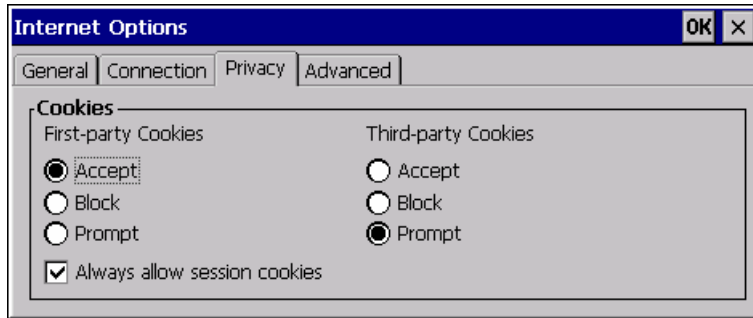 Internet Options OK ×
General Connection Privacy Advanced
Cookies
First-party Cookies Third-party Cookies
Accept Accept
Block Block
Prompt Prompt
Always allow session cookies